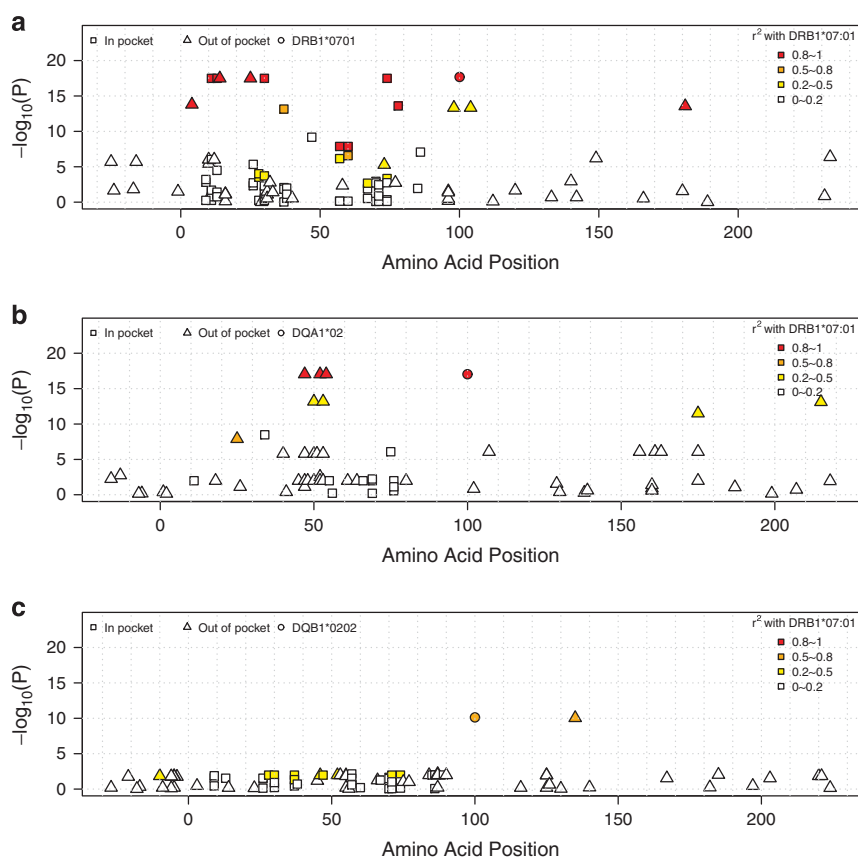 a
In pocket Out of pocket DRB1*0701
r² with DRB1*07:01
0.8~1
0.5~0.8
0.2~0.5
0~0.2
−log₁₀(P)
20
15
10
5
0
0 50 100 150 200
Amino Acid Position
b
In pocket Out of pocket DQA1*02
r² with DRB1*07:01
0.8~1
0.5~0.8
0.2~0.5
0~0.2
−log₁₀(P)
20
15
10
5
0
0 50 100 150 200
Amino Acid Position
c
In pocket Out of pocket DQB1*0202
r² with DRB1*07:01
0.8~1
0.5~0.8
0.2~0.5
0~0.2
−log₁₀(P)
20
15
10
5
0
0 50 100 150 200
Amino Acid Position